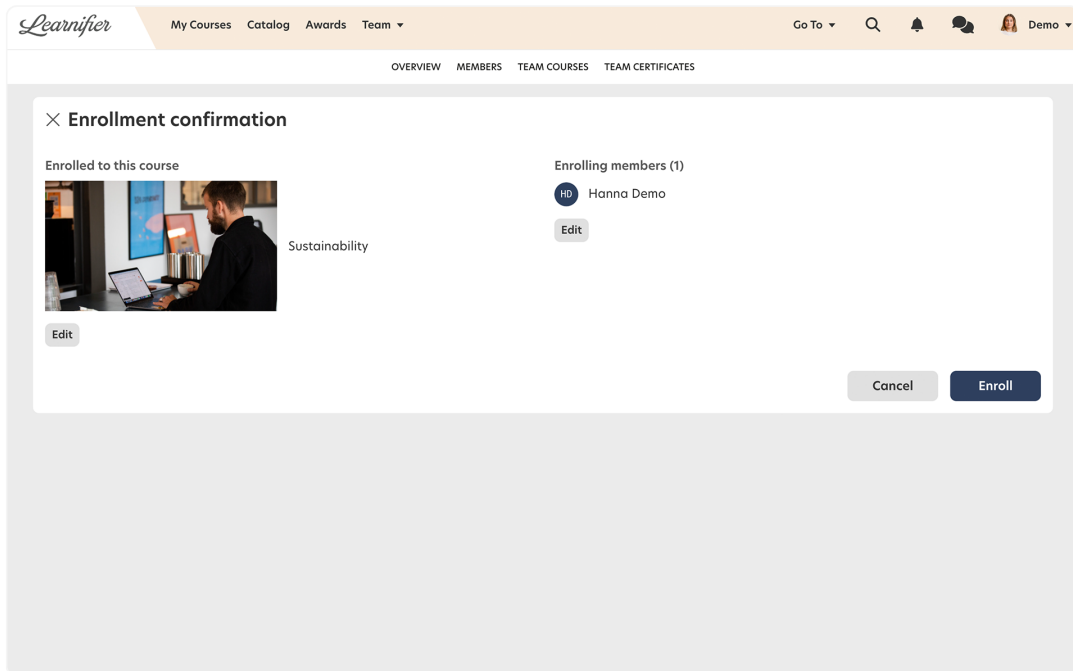 Learnifier
My Courses Catalog Awards Team
Go To
Demo
OVERVIEW MEMBERS TEAM COURSES TEAM CERTIFICATES
Enrollment confirmation
Enrolled to this course
Sustainability
Edit
Enrolling members (1)
HD Hanna Demo
Edit
Cancel Enroll